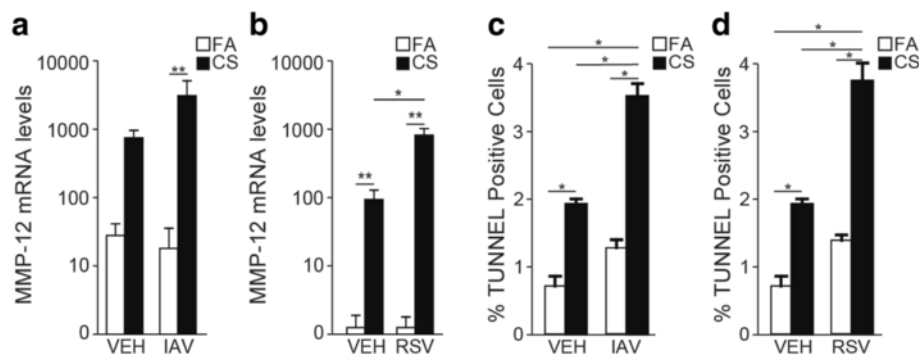 a
FA
CS
MMP-12 mRNA levels
10000
1000
100
10
0
**
VEH IAV
b
FA
CS
MMP-12 mRNA levels
10000
1000
100
10
0
*
**
**
VEH RSV
c
FA
CS
% TUNNEL Positive Cells
4
3
2
1
0
*
*
*
*
VEH IAV
d
FA
CS
% TUNNEL Positive Cells
4
3
2
1
0
*
*
*
*
VEH RSV